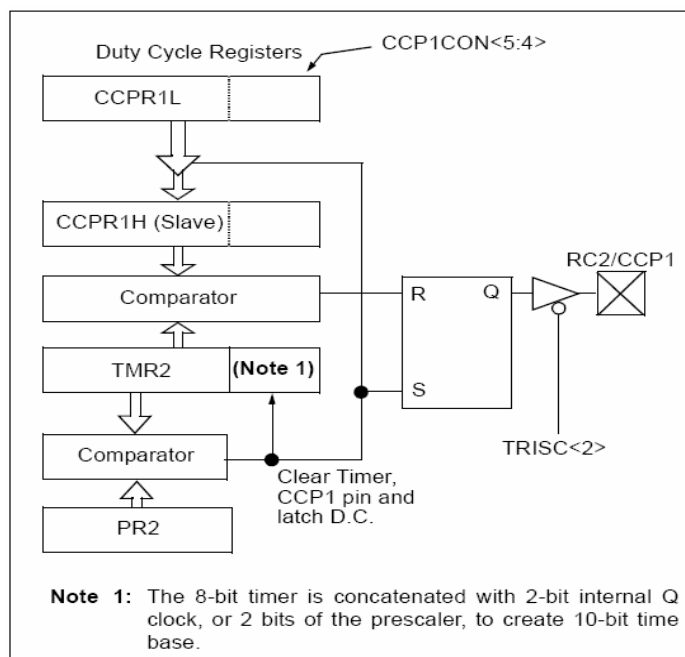 Duty Cycle Registers
CCP1CON<5:4>
CCPR1L
CCPR1H (Slave)
Comparator
R
Q
RC2/CCP1
TMR2
(Note 1)
S
Comparator
TRISC<2>
Clear Timer,
CCP1 pin and
latch D.C.
PR2
Note 1: The 8-bit timer is concatenated with 2-bit internal Q
clock, or 2 bits of the prescaler, to create 10-bit time
base.